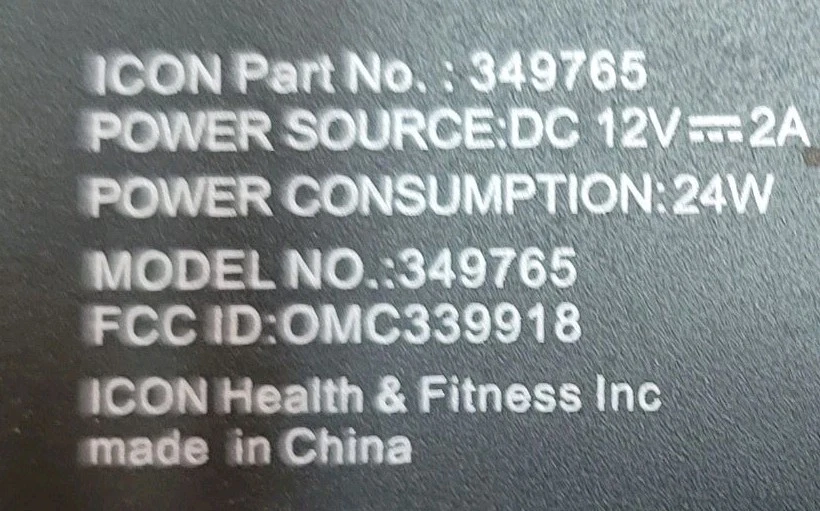 ICON Part No. : 349765
POWER SOURCE:DC 12V⎓2A
POWER CONSUMPTION:24W
MODEL NO.:349765
FCC ID:OMC339918
ICON Health & Fitness Inc
made in China